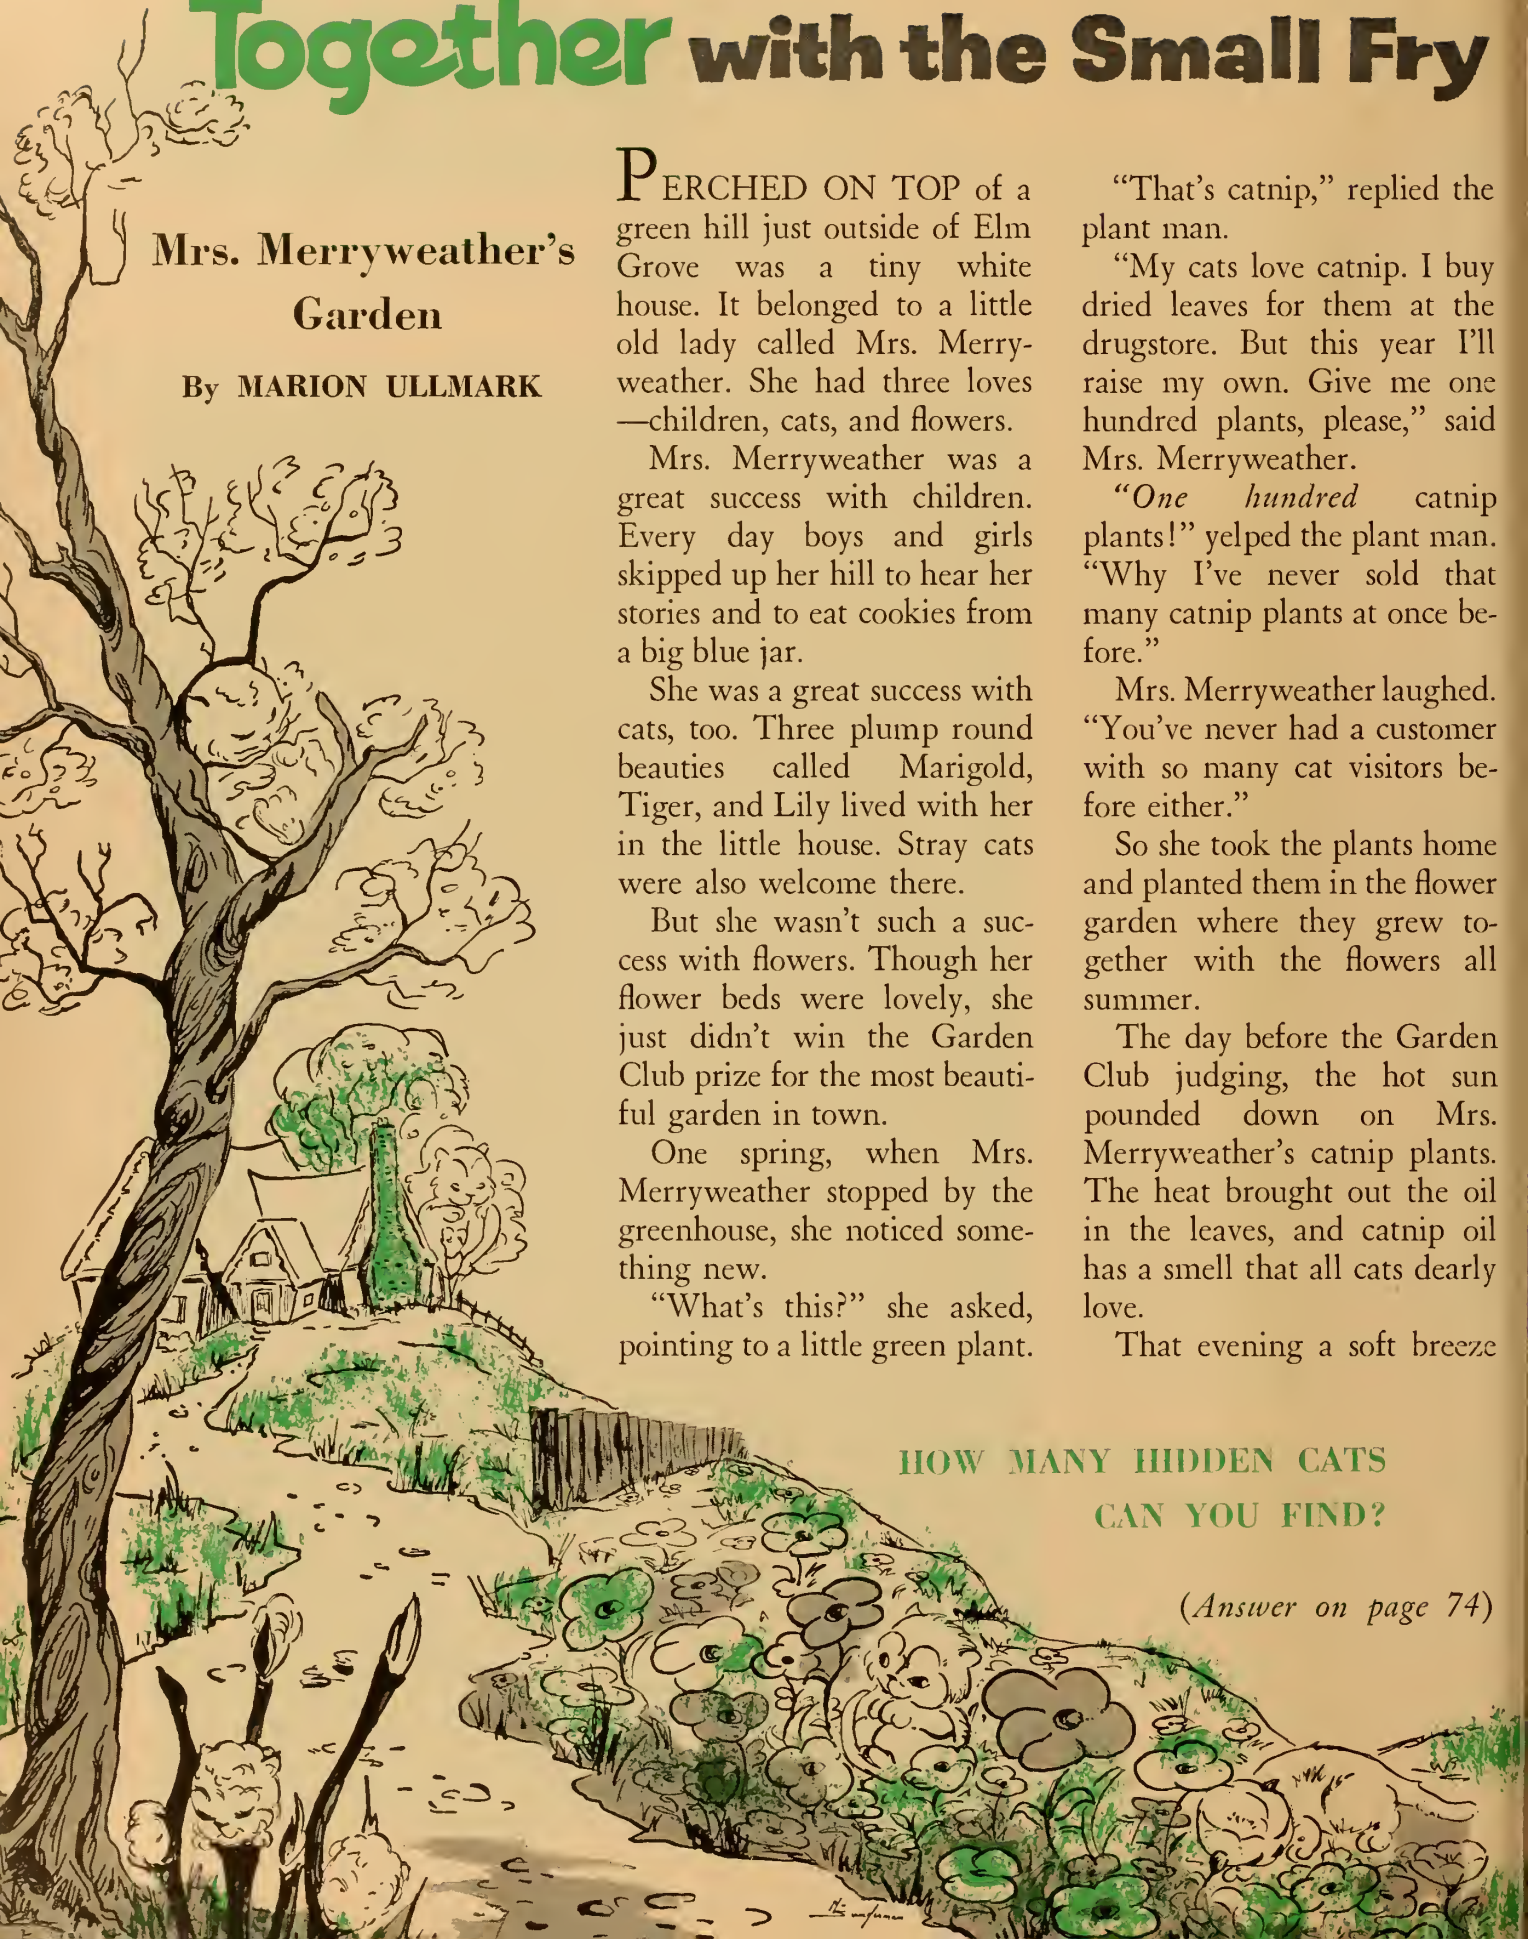 Together with the Small Fry
Mrs. Merryweather's
Garden
By MARION ULLMARK
PERCHED ON TOP of a
green hill just outside of Elm
Grove was a tiny white
house. It belonged to a little
old lady called Mrs. Merry-
weather. She had three loves
—children, cats, and flowers.
Mrs. Merryweather was a
great success with children.
Every day boys and girls
skipped up her hill to hear her
stories and to eat cookies from
a big blue jar.
She was a great success with
cats, too. Three plump round
beauties called Marigold,
Tiger, and Lily lived with her
in the little house. Stray cats
were also welcome there.
But she wasn't such a suc-
cess with flowers. Though her
flower beds were lovely, she
just didn't win the Garden
Club prize for the most beauti-
ful garden in town.
One spring, when Mrs.
Merryweather stopped by the
greenhouse, she noticed some-
thing new.
"What's this?" she asked,
pointing to a little green plant.
"That's catnip," replied the
plant man.
"My cats love catnip. I buy
dried leaves for them at the
drugstore. But this year I'll
raise my own. Give me one
hundred plants, please," said
Mrs. Merryweather.
"One hundred catnip
plants!" yelped the plant man.
"Why I've never sold that
many catnip plants at once be-
fore."
Mrs. Merryweather laughed.
"You've never had a customer
with so many cat visitors be-
fore either."
So she took the plants home
and planted them in the flower
garden where they grew to-
gether with the flowers all
summer.
The day before the Garden
Club judging, the hot sun
pounded down on Mrs.
Merryweather's catnip plants.
The heat brought out the oil
in the leaves, and catnip oil
has a smell that all cats dearly
love.
That evening a soft breeze
HOW MANY HIDDEN CATS
CAN YOU FIND?
(Answer on page 74)